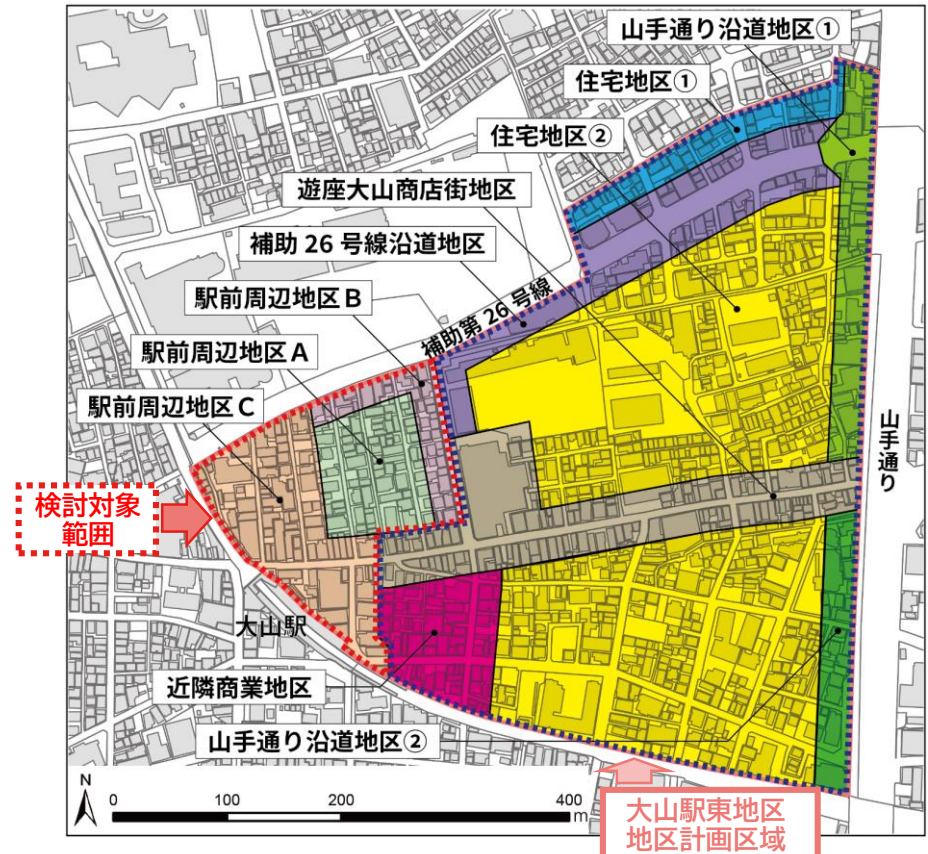 山手通り沿道地区①
住宅地区①
住宅地区②
遊座大山商店街地区
補助 26 号線沿道地区
駅前周辺地区B
補助第 26 号線
駅前周辺地区A
駅前周辺地区C
山手通り
検討対象
範囲
大山駅
近隣商業地区
山手通り沿道地区②
N
0 100 200 400
m
大山駅東地区
地区計画区域